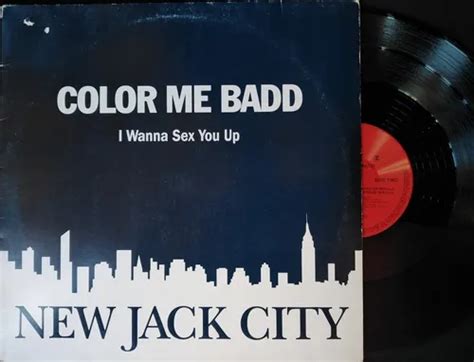 COLOR ME BADD
I Wanna Sex You Up
NEW JACK CITY